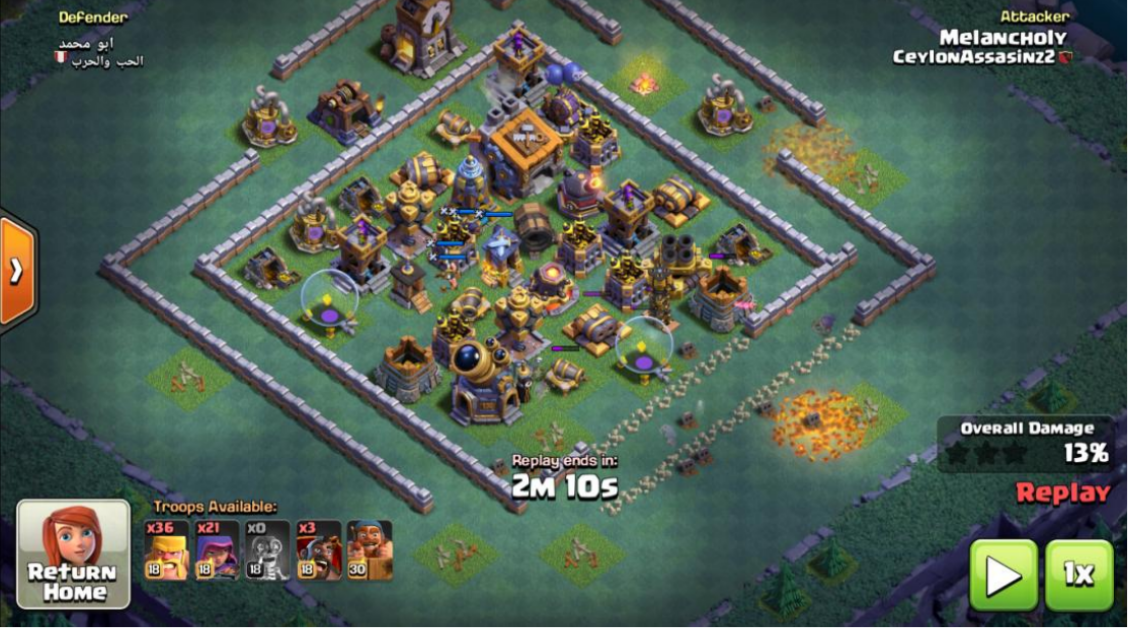 Defender
ابو محمد
الحب والحرب
Attacker
Melancholy
CeylonAssasinz2
Overall Damage
13%
Replay
Replay ends in:
2m 10s
Troops Available:
x36
x21
x0
x3
18
18
18
18
30
Return
Home
1x